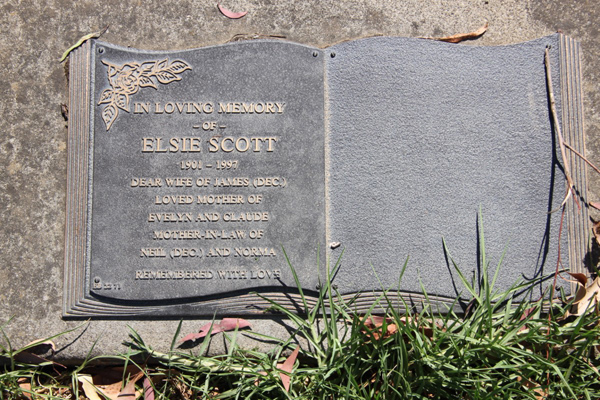 IN LOVING MEMORY
- OF -
ELSIE SCOTT
1901 - 1997
DEAR WIFE OF JAMES (DEC.)
LOVED MOTHER OF
EVELYN AND CLAUDE
MOTHER-IN-LAW OF
NEIL (DEC.) AND NORMA
REMEMBERED WITH LOVE